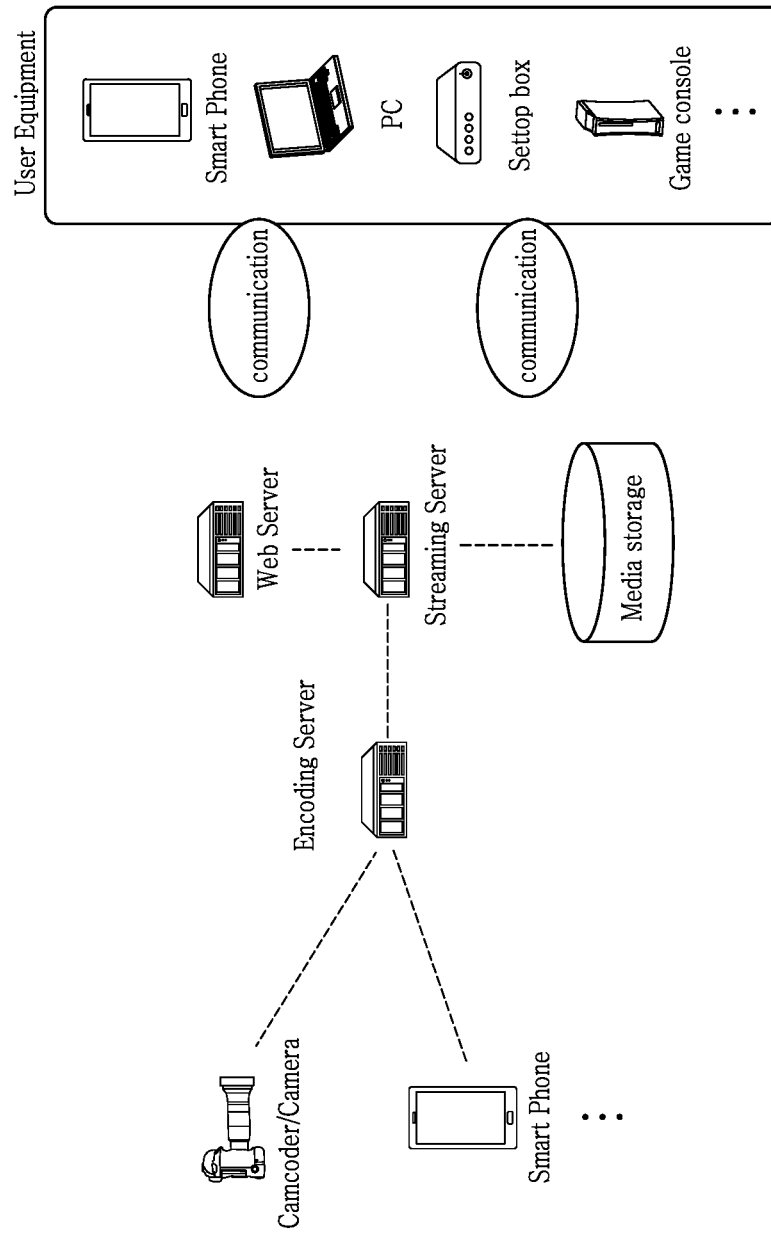 User Equipment
Smart Phone
PC
Settop box
Game console
communication
communication
Web Server
Streaming Server
Media storage
Encoding Server
Camcoder/Camera
Smart Phone